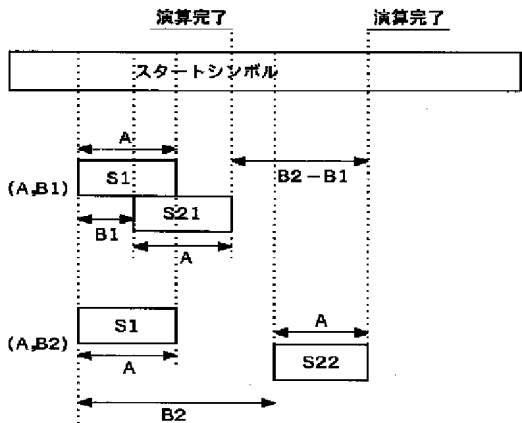 演算完了 演算完了
スタートシンボル
A
(A,B1) S1 B2－B1
S21
B1
A
S1 A
(A,B2)
A S22
B2